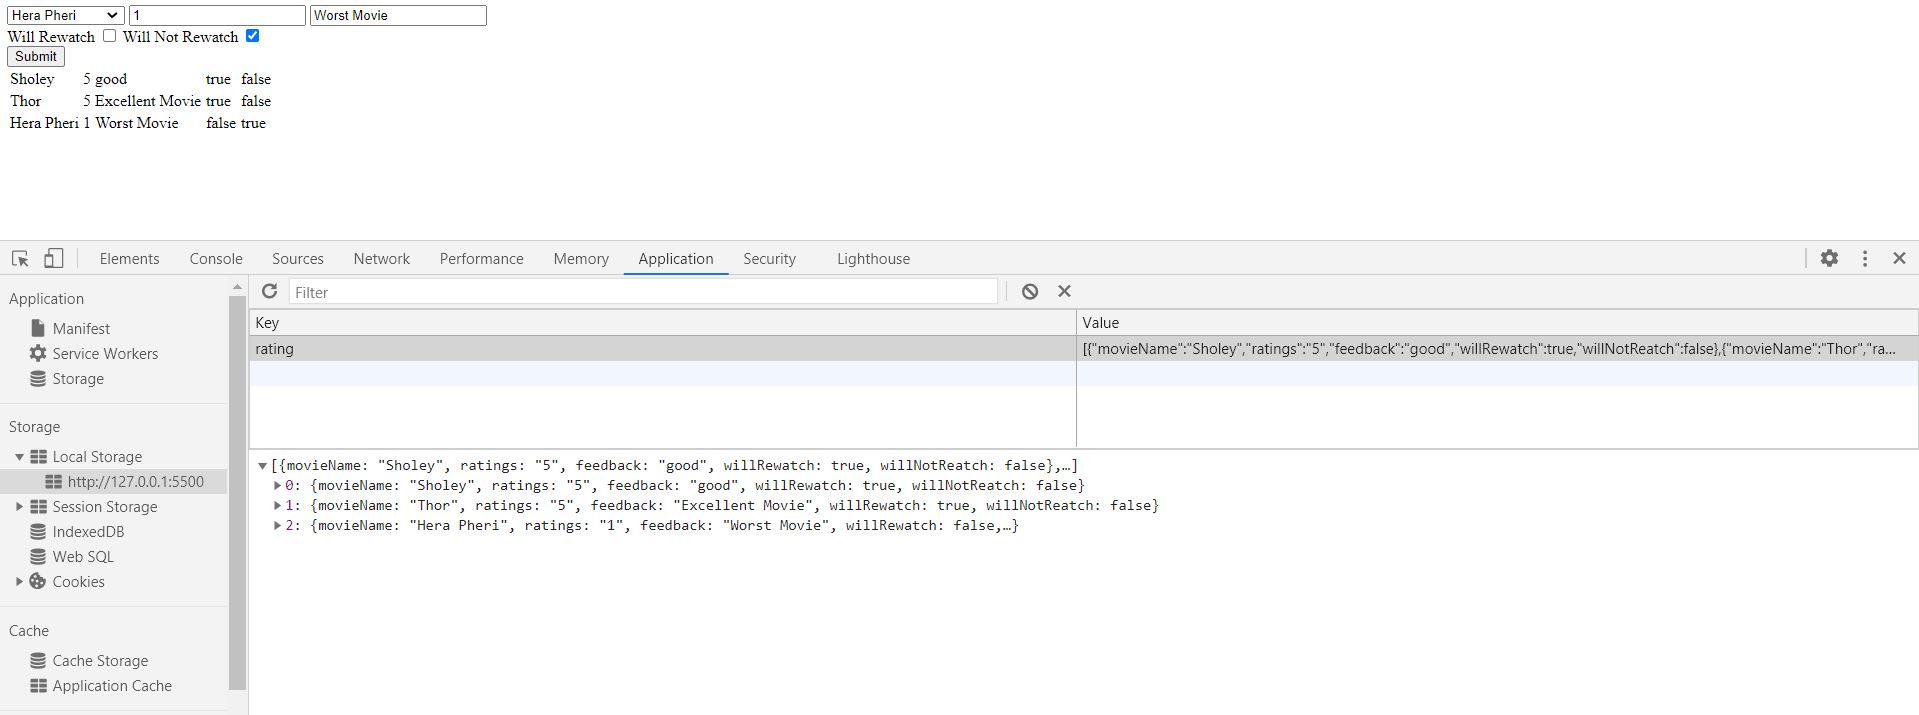 Hera Pheri 1 Worst Movie
Will Rewatch Will Not Rewatch
Submit
Sholey 5 good true false
Thor 5 Excellent Movie true false
Hera Pheri 1 Worst Movie false true
Elements Console Sources Network Performance Memory Application Security Lighthouse
Application
Manifest
Service Workers
Storage
Storage
Local Storage
http://127.0.0.1:5500
Session Storage
IndexedDB
Web SQL
Cookies
Cache
Cache Storage
Application Cache
Filter
Key Value
rating [{"movieName":"Sholey","ratings":"5","feedback":"good","willRewatch":true,"willNotReatch":false},{"movieName":"Thor","ra...
[{movieName: "Sholey", ratings: "5", feedback: "good", willRewatch: true, willNotReatch: false},…]
0: {movieName: "Sholey", ratings: "5", feedback: "good", willRewatch: true, willNotReatch: false}
1: {movieName: "Thor", ratings: "5", feedback: "Excellent Movie", willRewatch: true, willNotReatch: false}
2: {movieName: "Hera Pheri", ratings: "1", feedback: "Worst Movie", willRewatch: false,…}